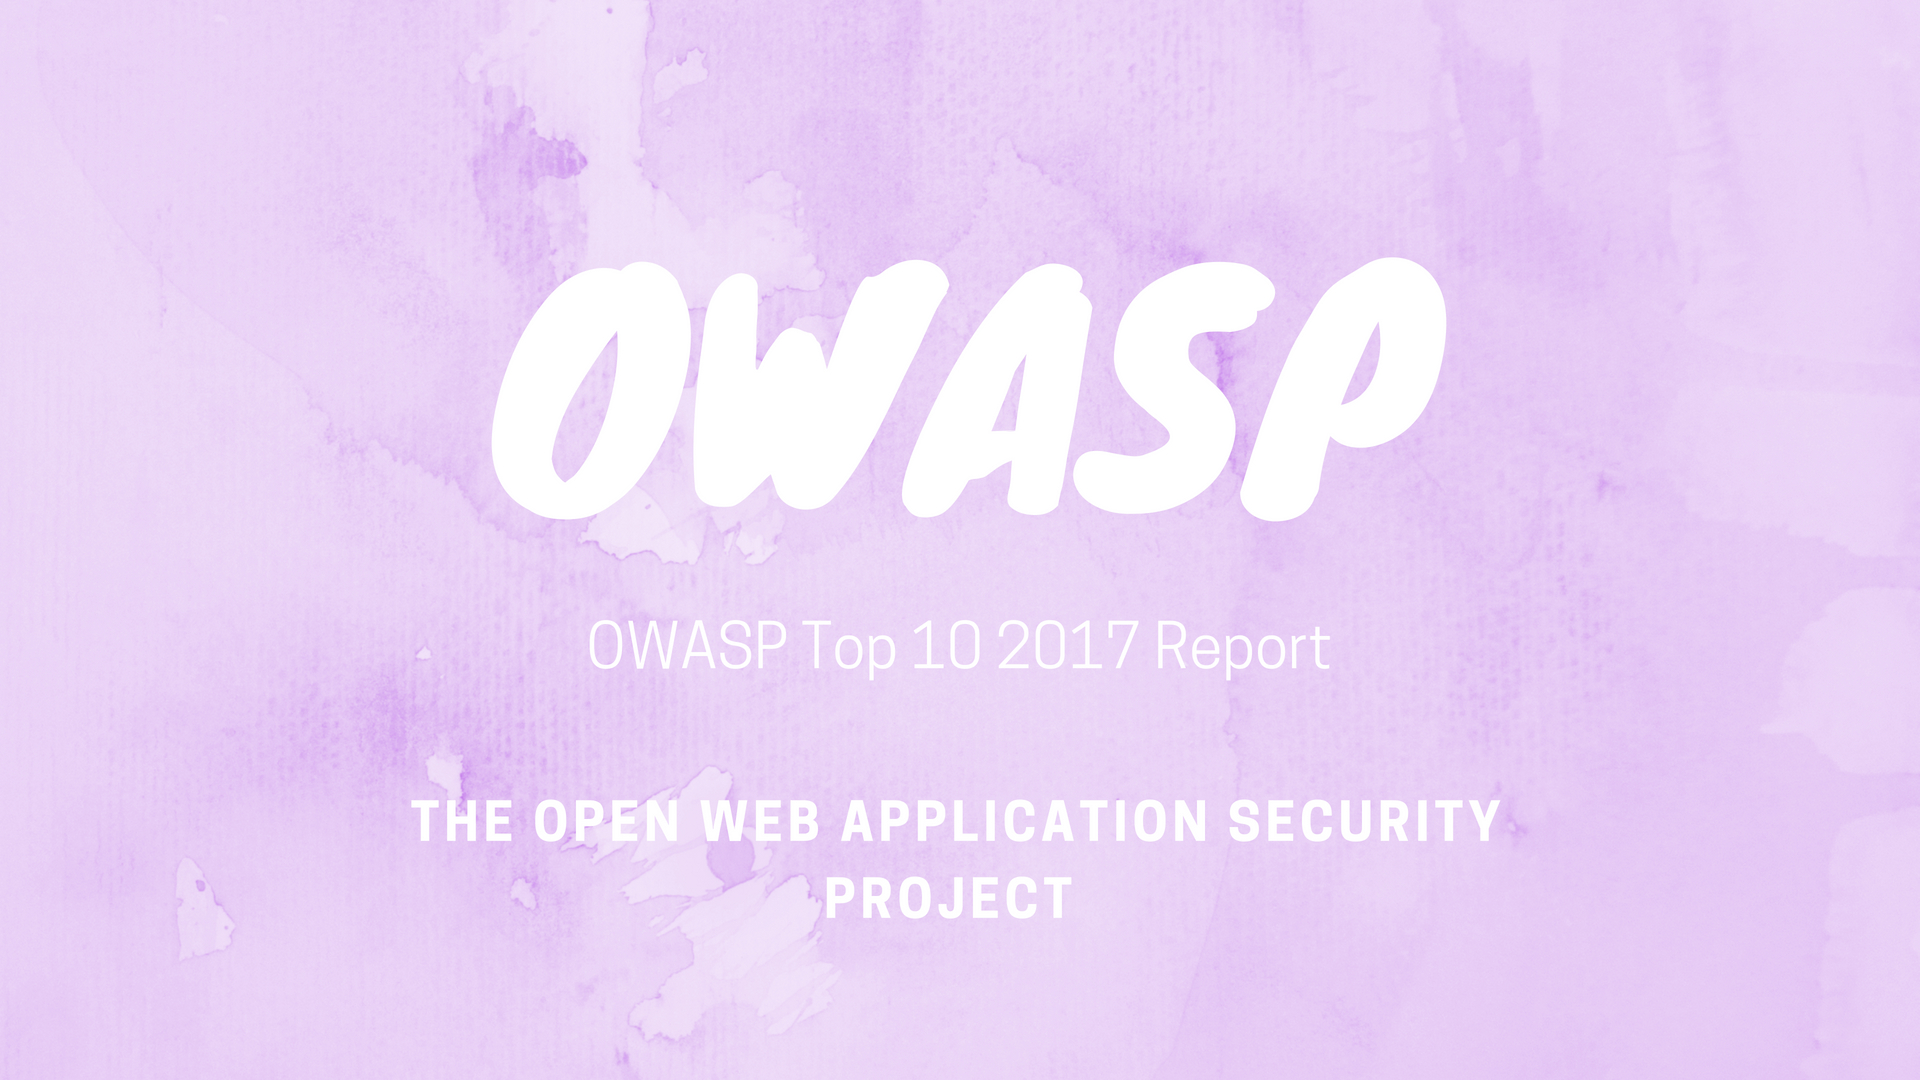 OWASP
OWASP Top 10 2017 Report
THE OPEN WEB APPLICATION SECURITY
PROJECT